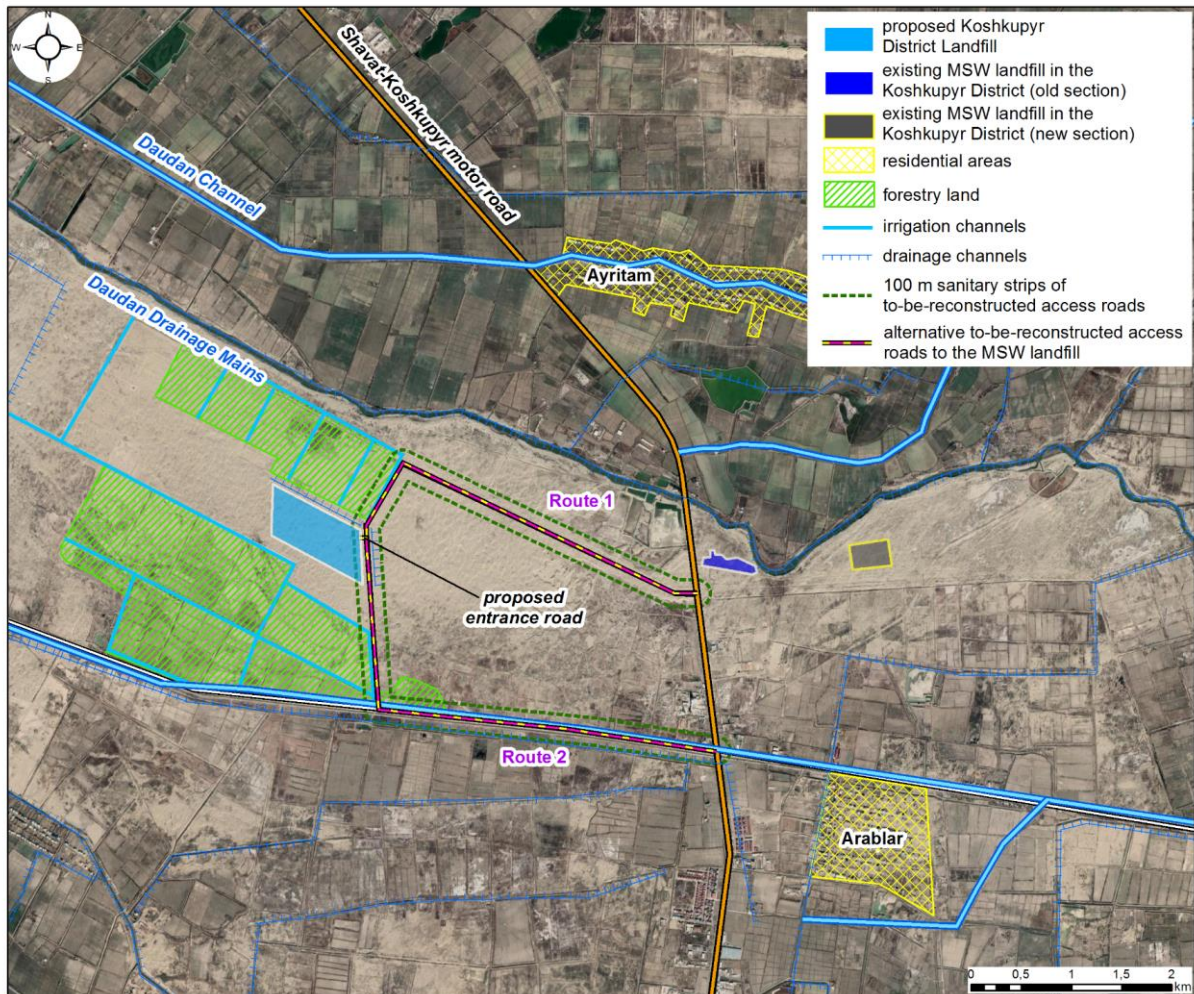 N
W
E
S
Shavat-Koshkupyr motor road
Daudan Channel
Ayritam
Daudan Drainage Mains
Route 1
proposed
entrance road
Route 2
Arablar
proposed Koshkupyr
District Landfill
existing MSW landfill in the
Koshkupyr District (old section)
existing MSW landfill in the
Koshkupyr District (new section)
residential areas
forestry land
irrigation channels
drainage channels
100 m sanitary strips of
to-be-reconstructed access roads
alternative to-be-reconstructed access
roads to the MSW landfill
0 0,5 1 1,5 2
km